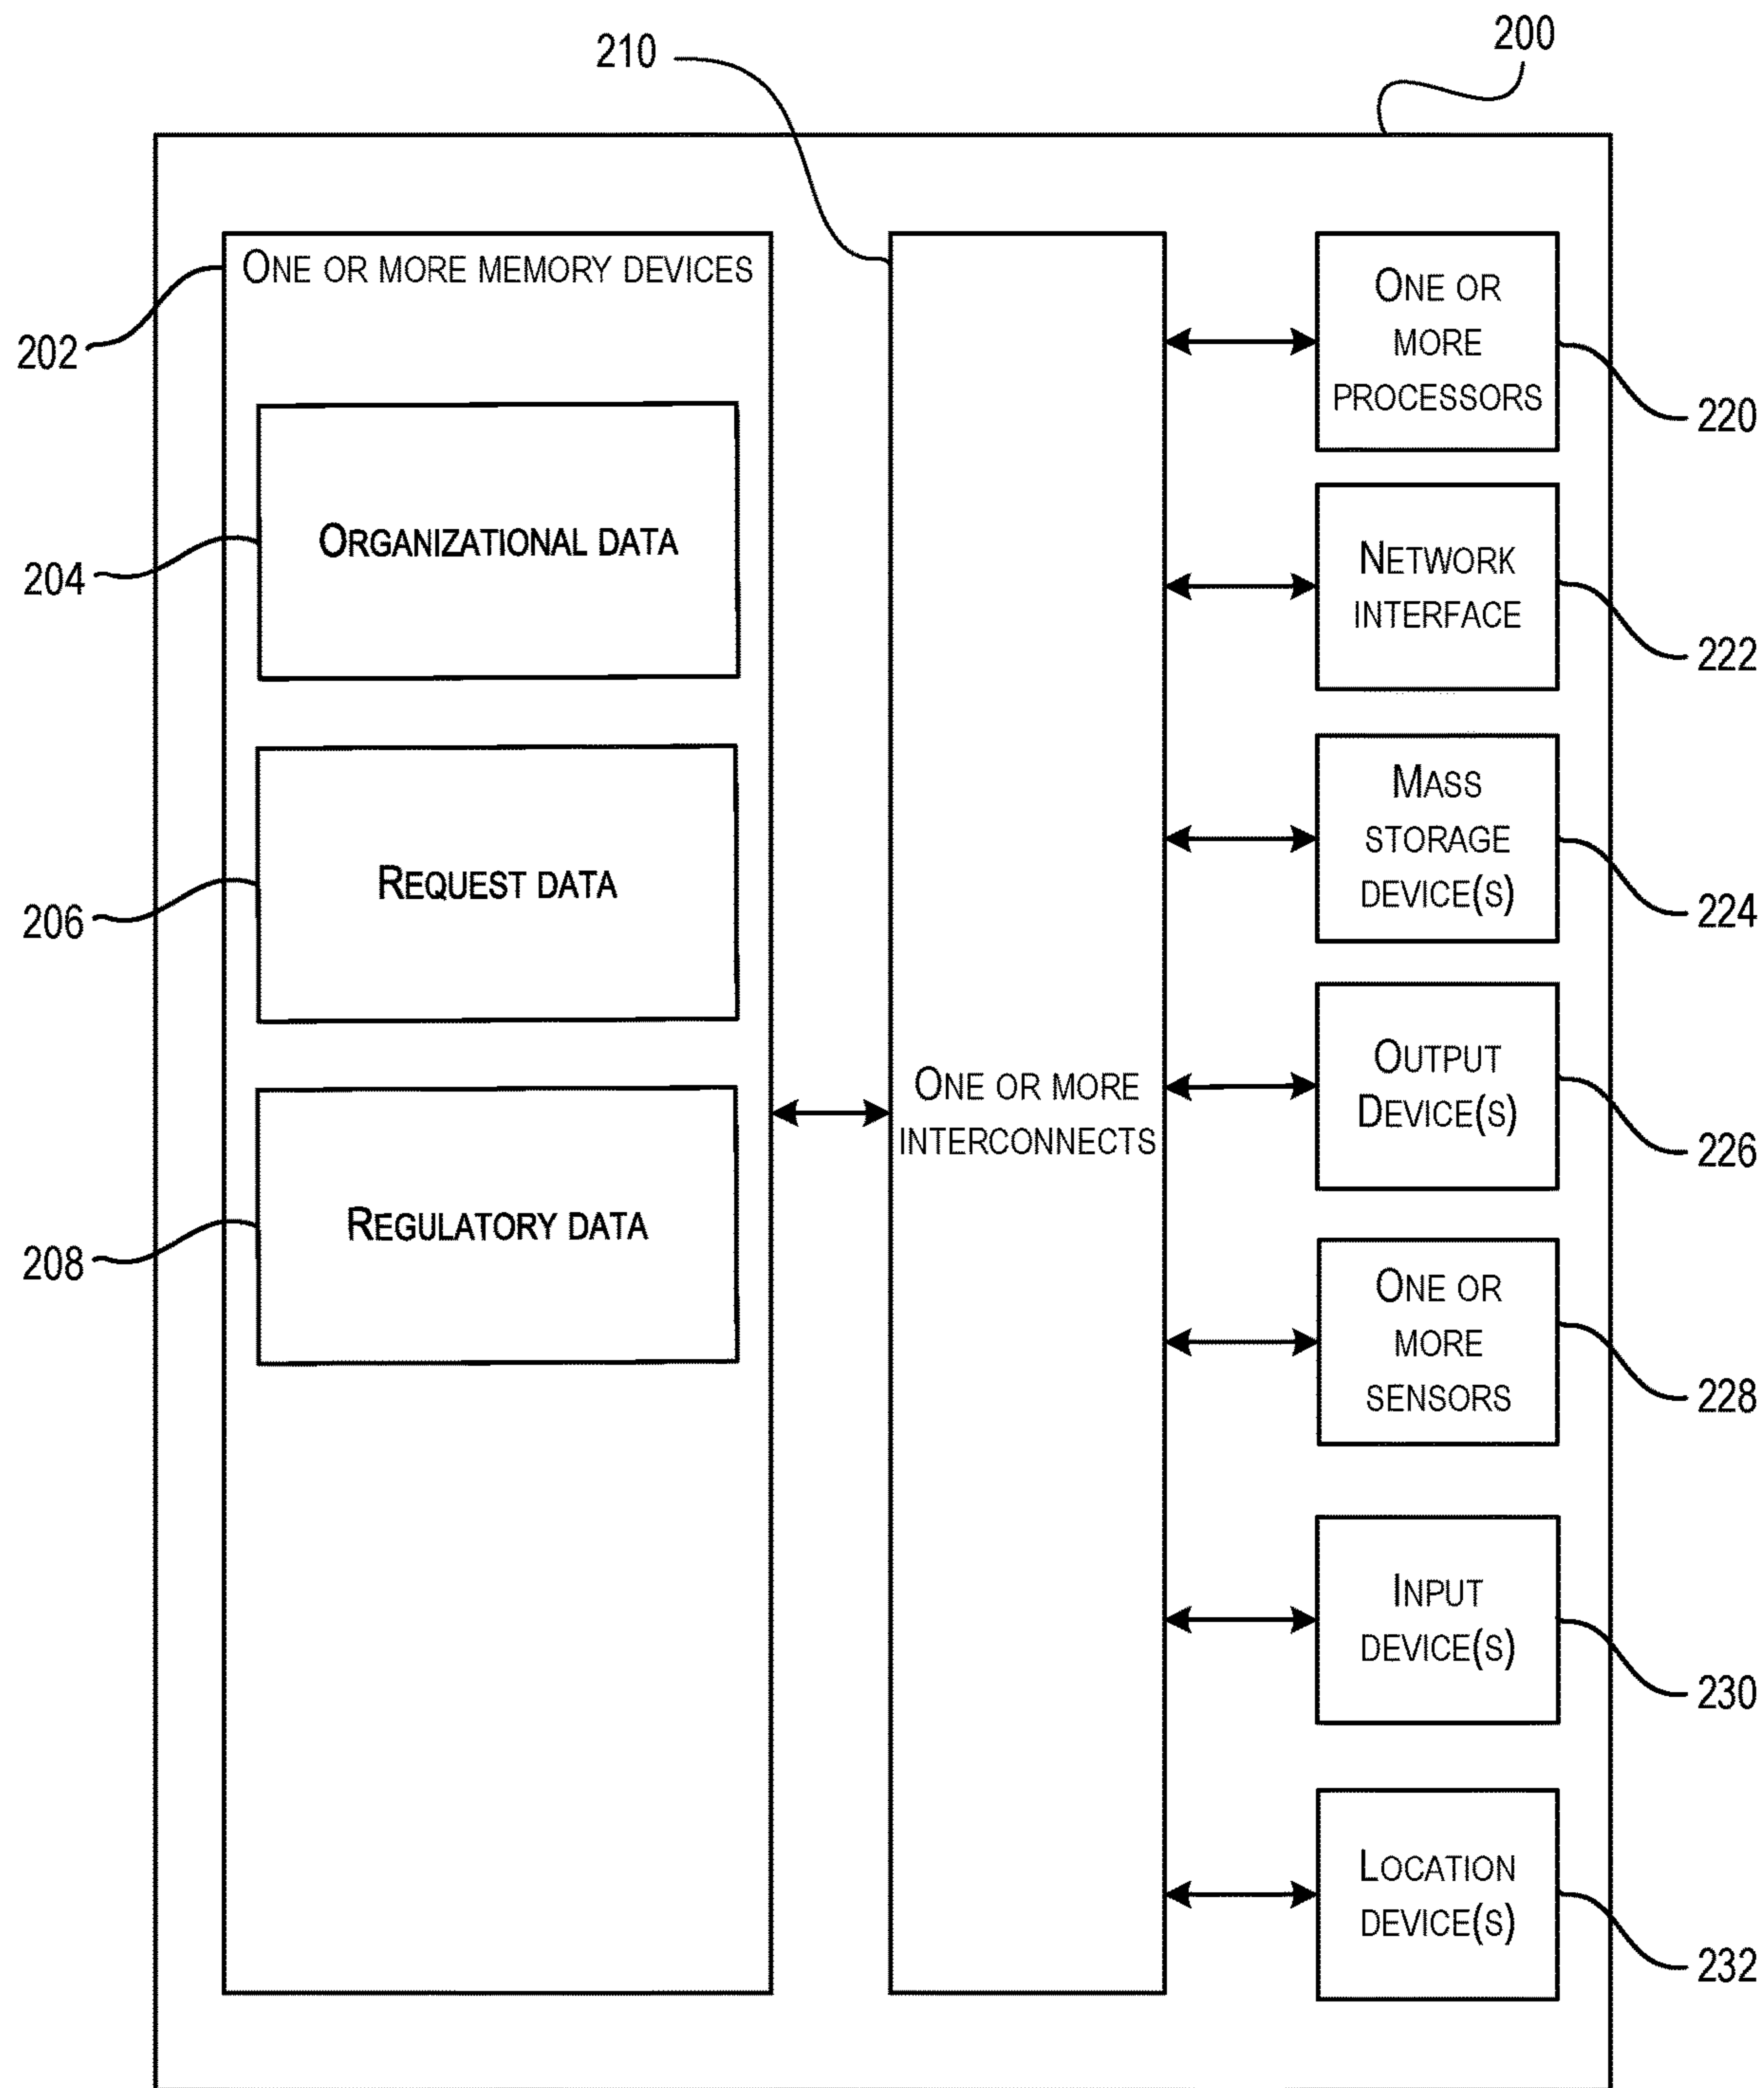 210
200
ONE OR MORE MEMORY DEVICES
202
ORGANIZATIONAL DATA
204
REQUEST DATA
206
REGULATORY DATA
208
ONE OR MORE
INTERCONNECTS
ONE OR
MORE
PROCESSORS
220
NETWORK
INTERFACE
222
MASS
STORAGE
DEVICE(S)
224
OUTPUT
DEVICE(S)
226
ONE OR
MORE
SENSORS
228
INPUT
DEVICE(S)
230
LOCATION
DEVICE(S)
232